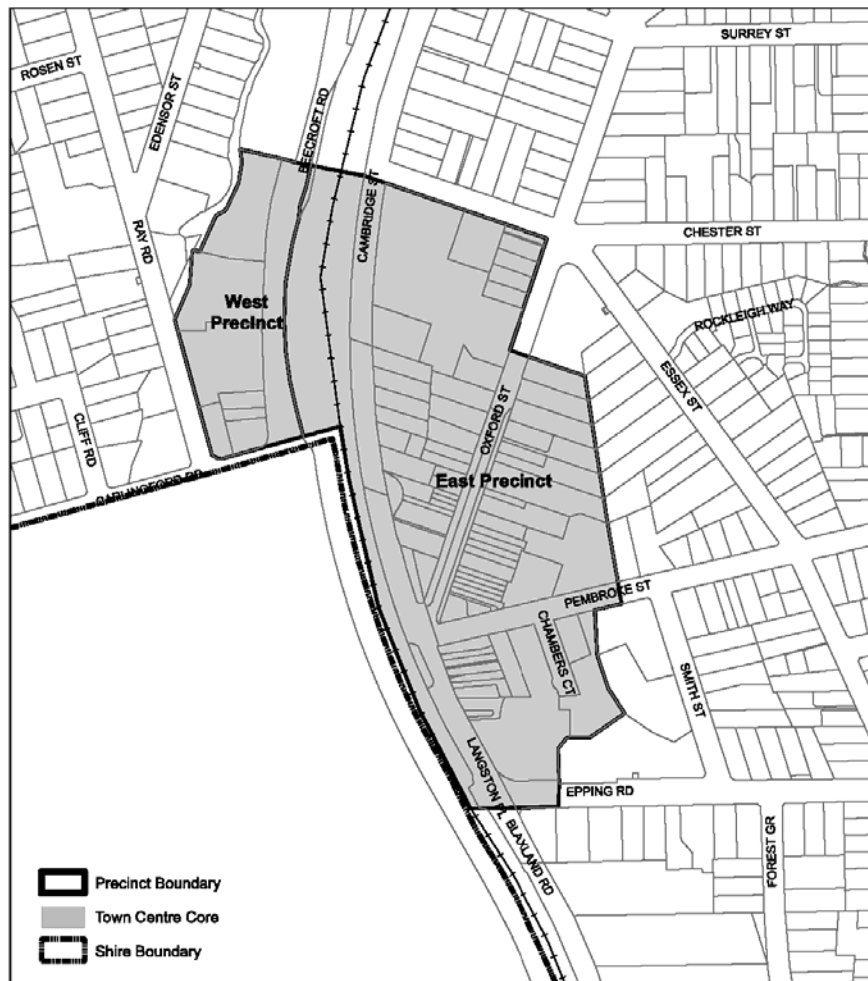 SURREY ST
ROSEN ST
EDENSOR ST
BEECROFT RD
CAMBRIDGE ST
RAY RD
CHESTER ST
West
Precinct
ROCKLEIGH WAY
ESSEX ST
OXFORD ST
CLIFF RD
CARLINGFORD RD
East Precinct
PEMBROKE ST
CHAMBERS CT
SMITH ST
LANGSTON PL
EPPING RD
BLAXLAND RD
FOREST GR
Precinct Boundary
Town Centre Core
Shire Boundary